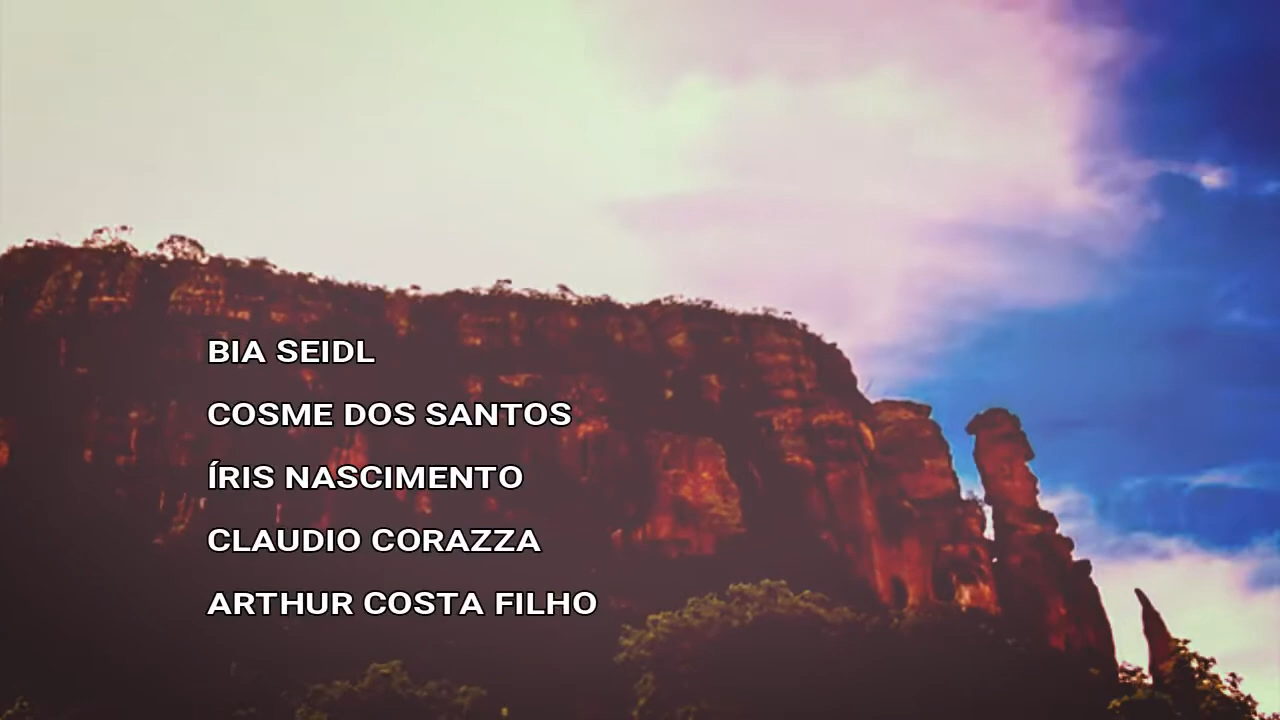 BIA SEIDL
COSME DOS SANTOS
ÍRIS NASCIMENTO
CLAUDIO CORAZZA
ARTHUR COSTA FILHO